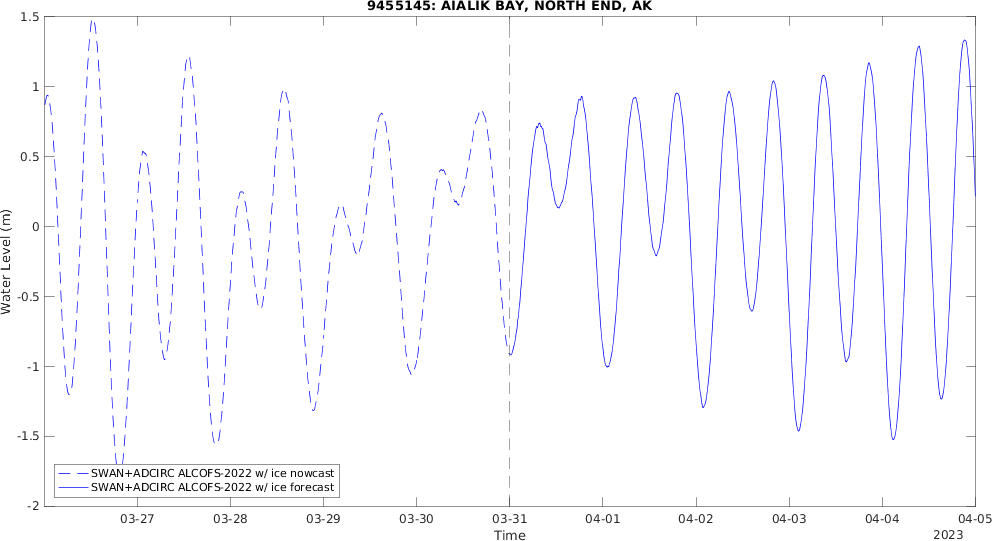 9455145: AIALIK BAY, NORTH END, AK
Water Level (m)
1.5
1
0.5
0
-0.5
-1
-1.5
-2
SWAN+ADCIRC ALCOFS-2022 w/ ice nowcast
SWAN+ADCIRC ALCOFS-2022 w/ ice forecast
03-27 03-28 03-29 03-30 03-31 04-01 04-02 04-03 04-04 04-05
Time
2023